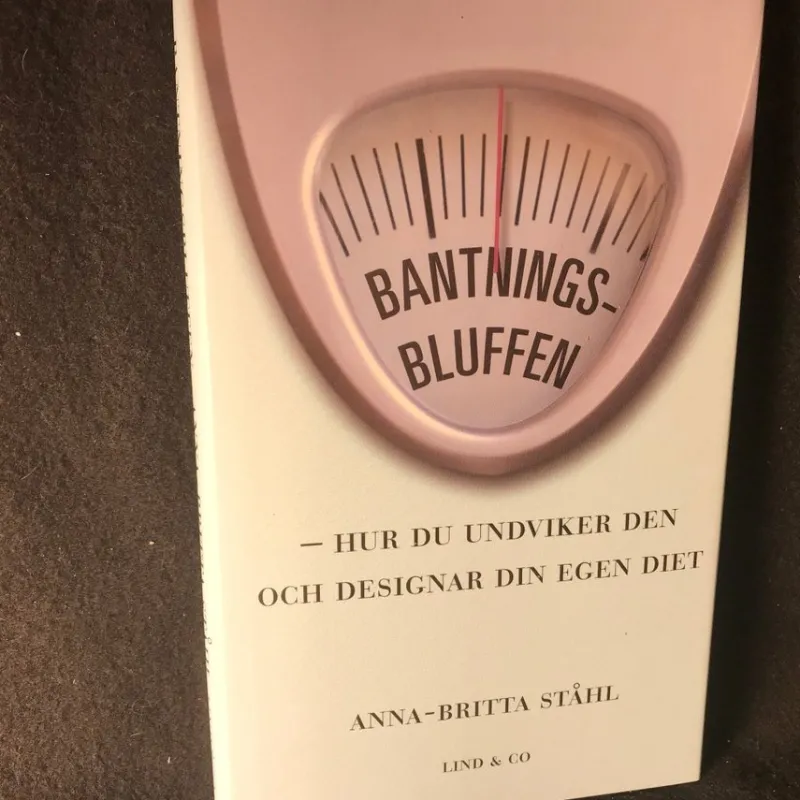 BANTNINGS-
BLUFFEN
— HUR DU UNDVIKER DEN
OCH DESIGNAR DIN EGEN DIET
ANNA-BRITTA STÅHL
LIND & CO